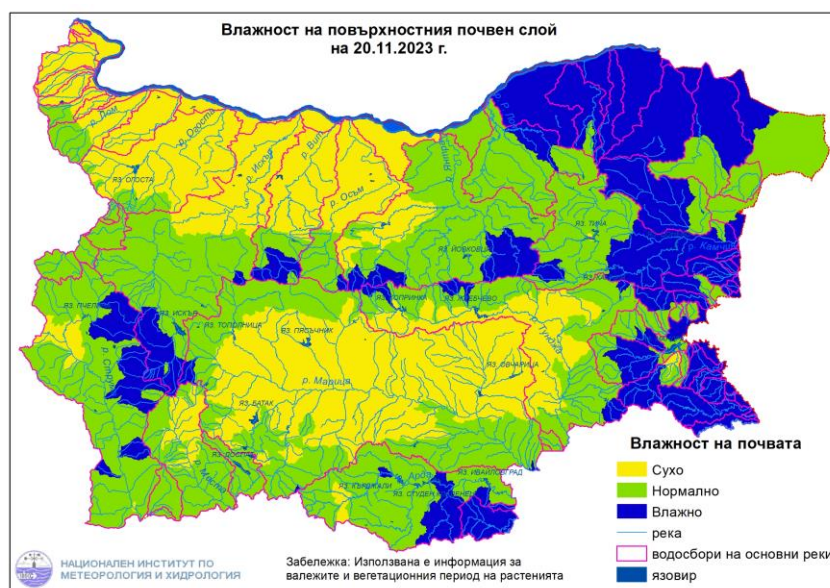 Влажност на повърхностния почвен слой
на 20.11.2023 г.
р. Лом
р. Огоста
р. Искър
р. Вит
р. Осъм
р. Янтра
ЯЗ. ОГОСТА
ЯЗ. ЙОВКОВЦИ
ЯЗ. ТИЧА
р. Камчия
ЯЗ. КОПРИНКА
ЯЗ. ЖРЕБЧЕВО
ЯЗ. ИСКЪР
ЯЗ. ТОПОЛНИЦА
ЯЗ. ПЯСЪЧНИК
р. Тунджа
ЯЗ. ОВЧАРИЦА
р. Марица
ЯЗ. БАТАК
ЯЗ. ДОСПАТ
р. Места
р. Арда
ЯЗ. ИВАЙЛОВГРАД
ЯЗ. КЪРДЖАЛИ
ЯЗ. СТУДЕН
Влажност на почвата
Сухо
Нормално
Влажно
река
водосбори на основни реки
язовир
НАЦИОНАЛЕН ИНСТИТУТ ПО
МЕТЕОРОЛОГИЯ И ХИДРОЛОГИЯ
Забележка: Използвана е информация за
валежите и вегетационния период на растенията